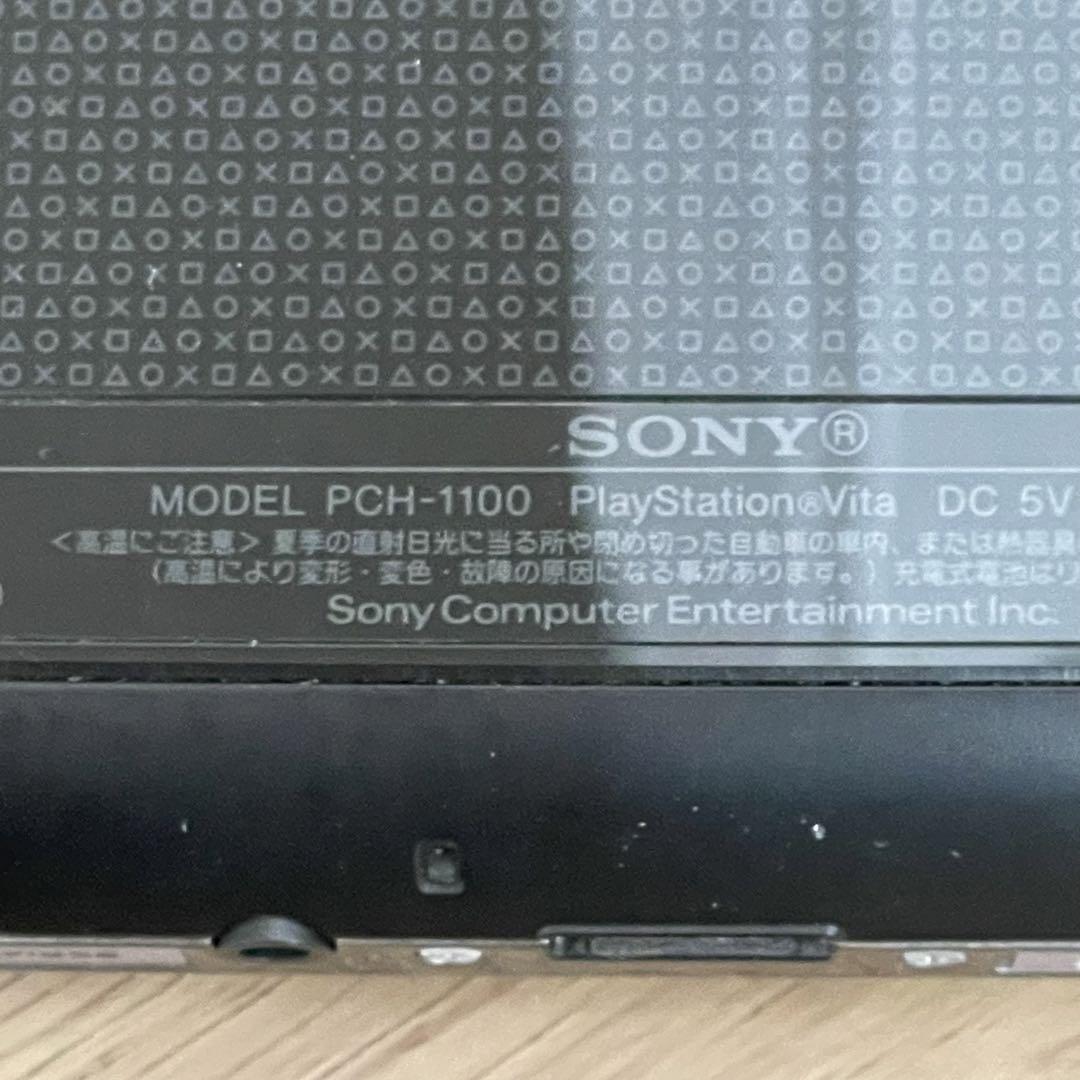 SONY®
MODEL PCH-1100 PlayStation®Vita DC 5V
<高温にご注意> 夏季の直射日光に当る所や閉め切った自動車の車内、または熱器具
(高温により変形・変色・故障の原因になる事があります。) 充電式電池はり
Sony Computer Entertainment Inc.